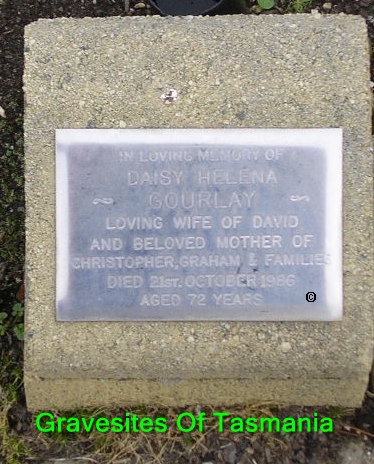 IN LOVING MEMORY OF
DAISY HELENA
GOURLAY
LOVING WIFE OF DAVID
AND BELOVED MOTHER OF
CHRISTOPHER, GRAHAM & FAMILIES
DIED 21ST. OCTOBER 1986
AGED 72 YEARS
©
Gravesites Of Tasmania